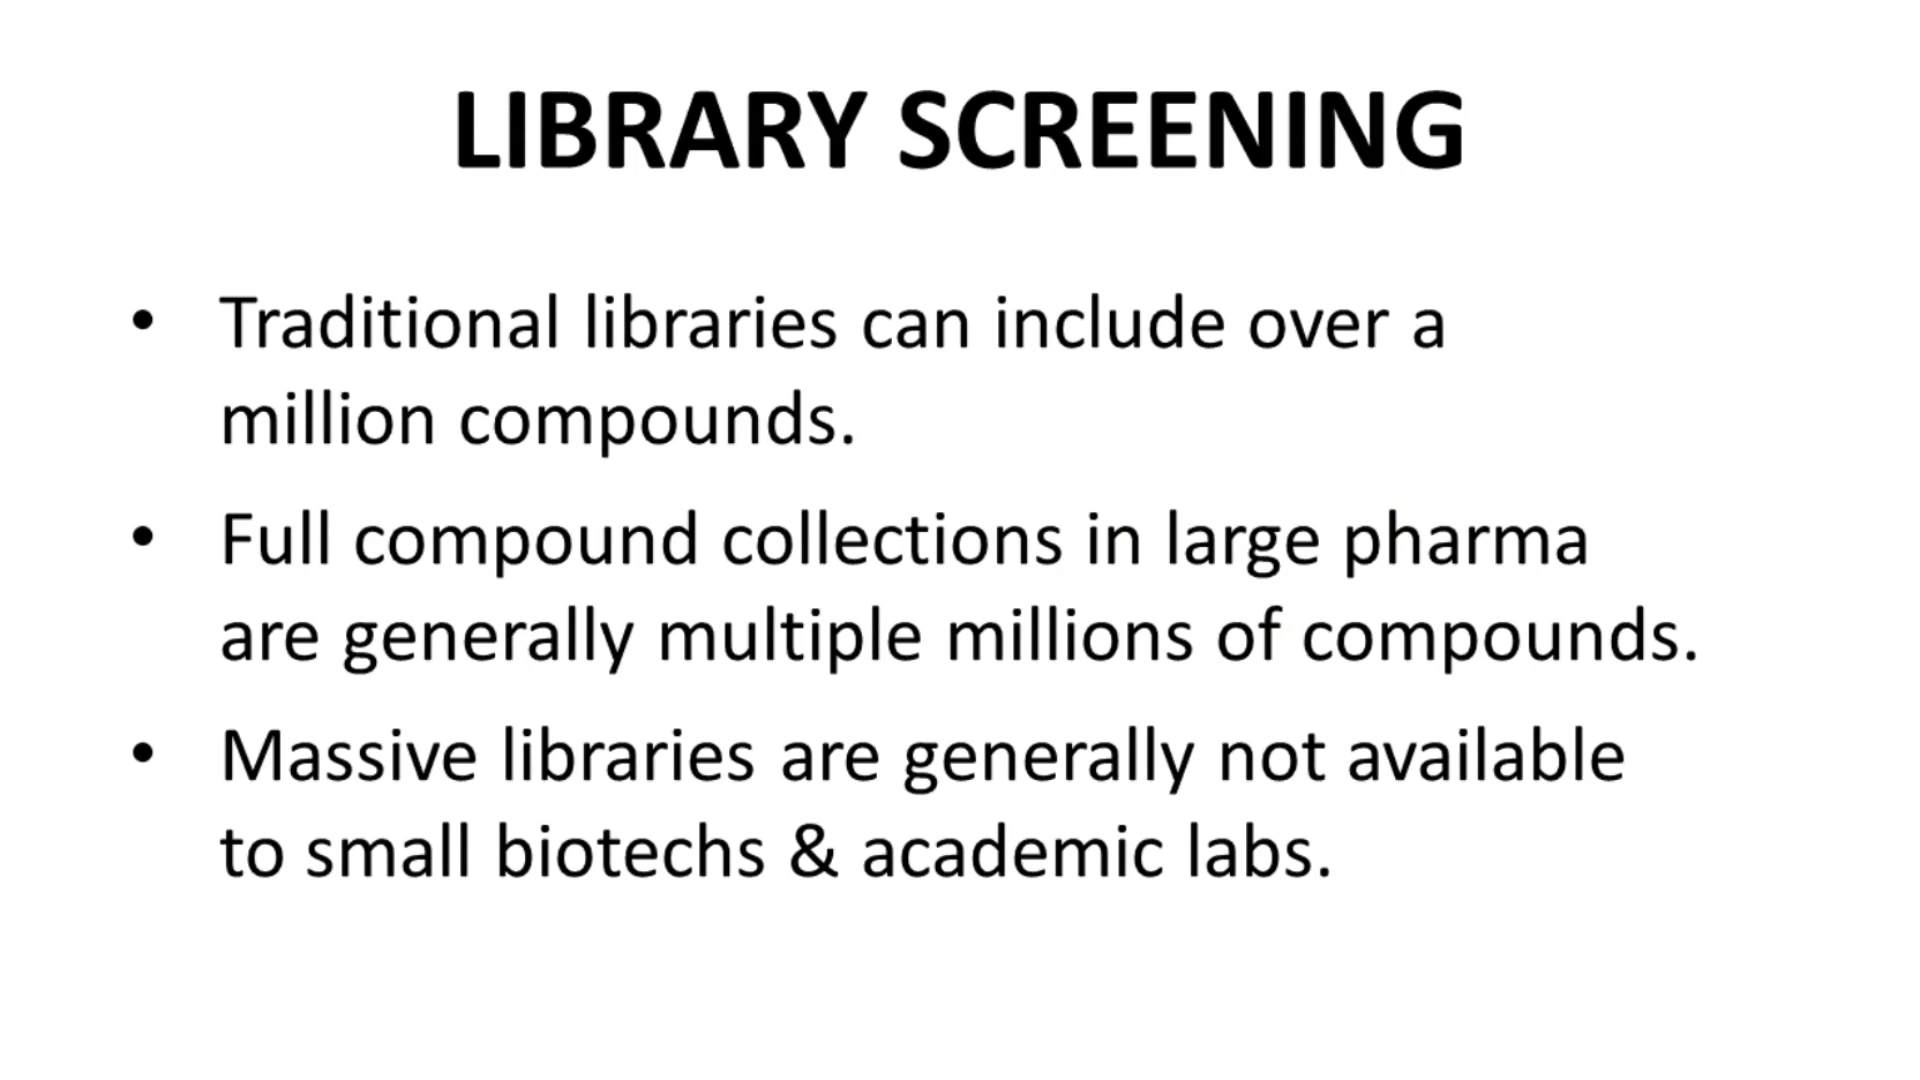 LIBRARY SCREENING
• Traditional libraries can include over a
million compounds.
• Full compound collections in large pharma
are generally multiple millions of compounds.
• Massive libraries are generally not available
to small biotechs & academic labs.